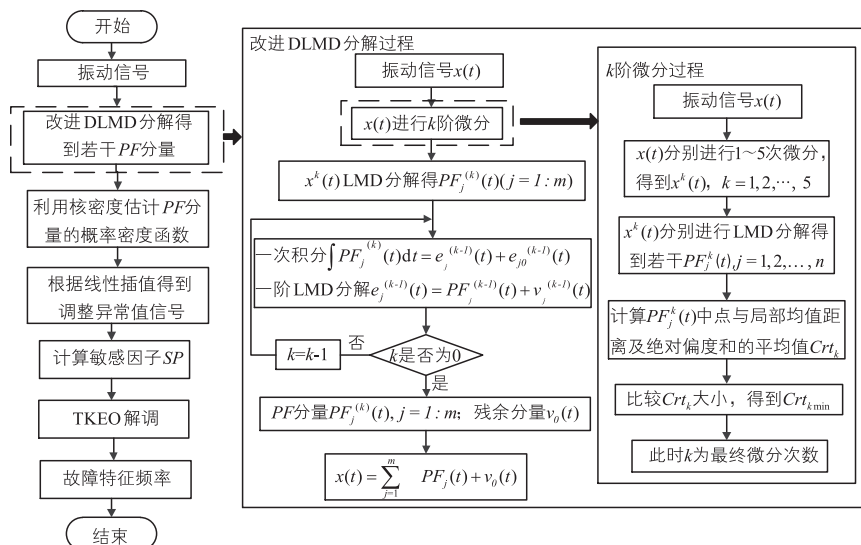 开始
振动信号
改进DLMD分解得
到若干PF分量
利用核密度估计PF分
量的概率密度函数
根据线性插值得到
调整异常值信号
计算敏感因子SP
TKEO解调
故障特征频率
结束
改进DLMD分解过程
振动信号x(t)
x(t)进行k阶微分
x^k(t) LMD分解得PF_j^(k)(t)(j=1:m)
一次积分∫PF_j^(k)(t)dt=e_j^(k-1)(t)+e_j0^(k-1)(t)
一阶LMD分解e_j^(k-1)(t)=PF_j^(k-1)(t)+v_j^(k-1)(t)
k是否为0
否
k=k-1
是
PF分量PF_j^(k)(t), j=1:m; 残余分量v_0(t)
x(t)=∑_{j=1}^{m} PF_j(t)+v_0(t)
k阶微分过程
振动信号x(t)
x(t)分别进行1~5次微分,
得到x^k(t), k=1,2,…, 5
x^k(t)分别进行LMD分解得
到若干PF_j^k(t),j=1,2,…,n
计算PF_j^k(t)中点与局部均值距
离及绝对偏度和的平均值Crt_k
比较Crt_k大小，得到Crt_kmin
此时k为最终微分次数